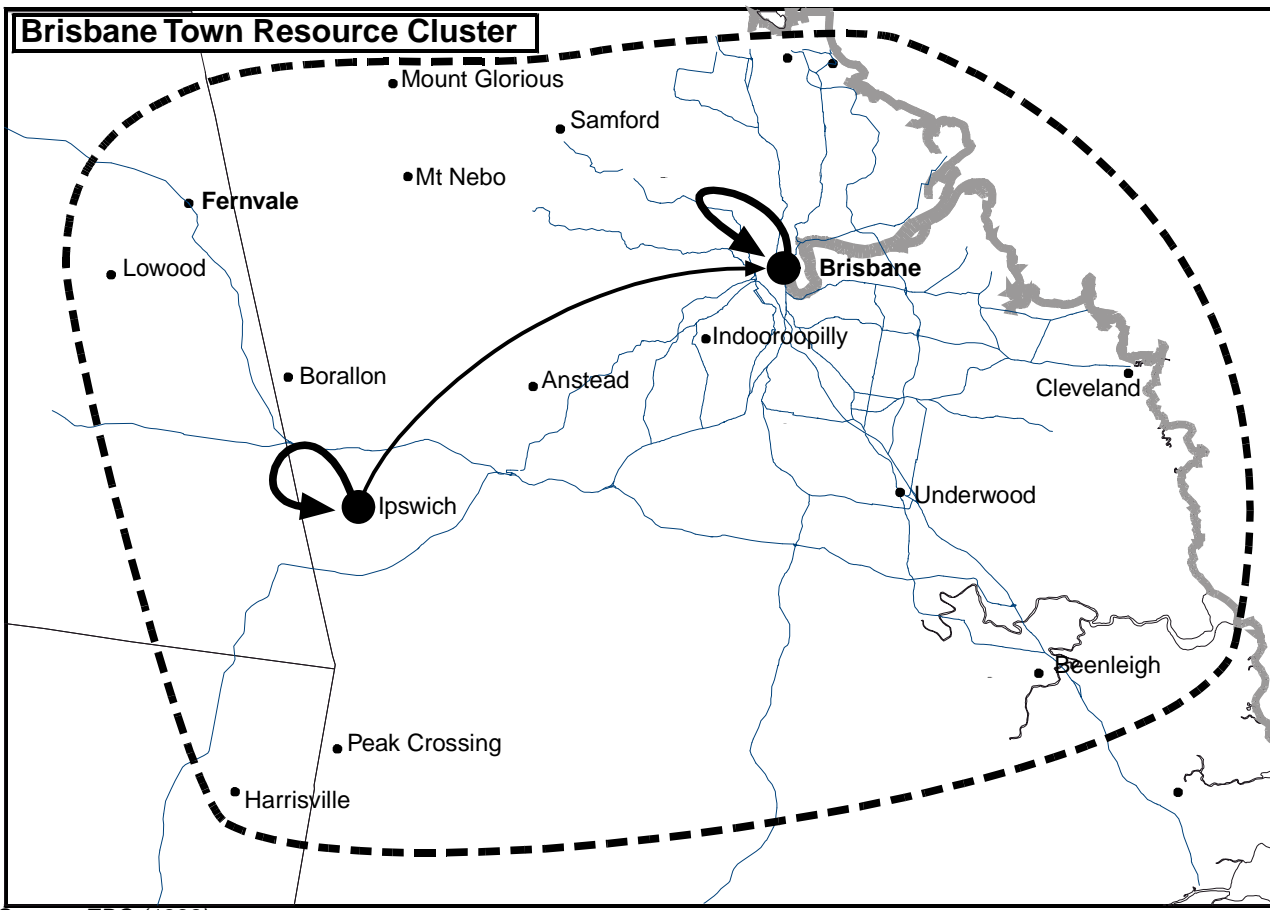 Brisbane Town Resource Cluster
Mount Glorious
Samford
Mt Nebo
Fernvale
Lowood
Brisbane
Indooroopilly
Borallon
Anstead
Cleveland
Ipswich
Underwood
Beenleigh
Peak Crossing
Harrisville